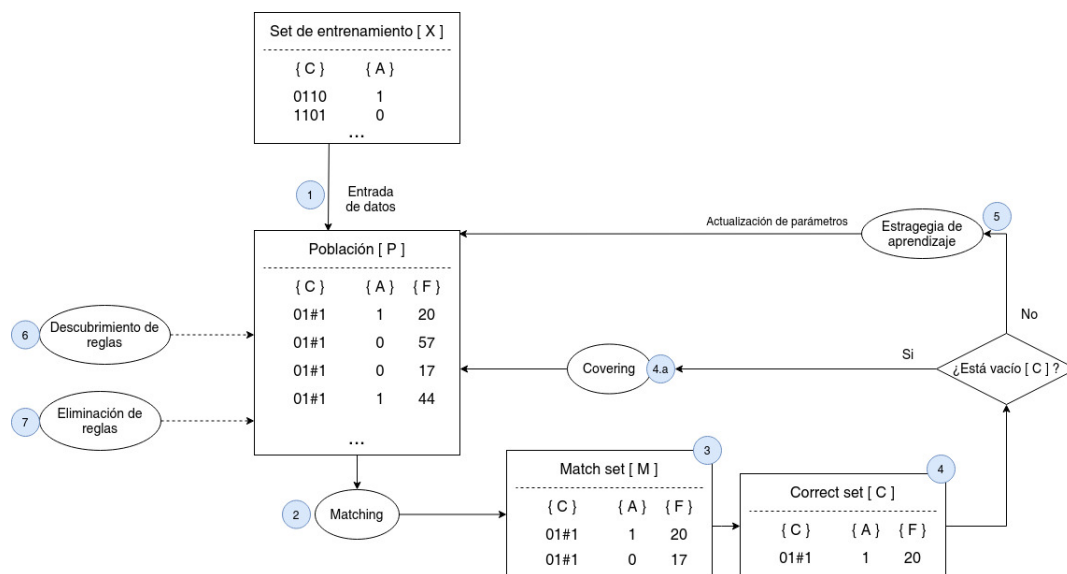 Set de entrenamiento [ X ]
{ C } { A }
0110 1
1101 0
...
1
Entrada
de datos
Población [ P ]
{ C } { A } { F }
01#1 1 20
01#1 0 57
01#1 0 17
01#1 1 44
...
Actualización de parámetros
Estragegia de
aprendizaje
5
No
¿Está vacío [ C ] ?
Si
Covering
4.a
6
Descubrimiento de
reglas
7
Eliminación de
reglas
2
Matching
3
Match set [ M ]
{ C } { A } { F }
01#1 1 20
01#1 0 17
4
Correct set [ C ]
{ C } { A } { F }
01#1 1 20